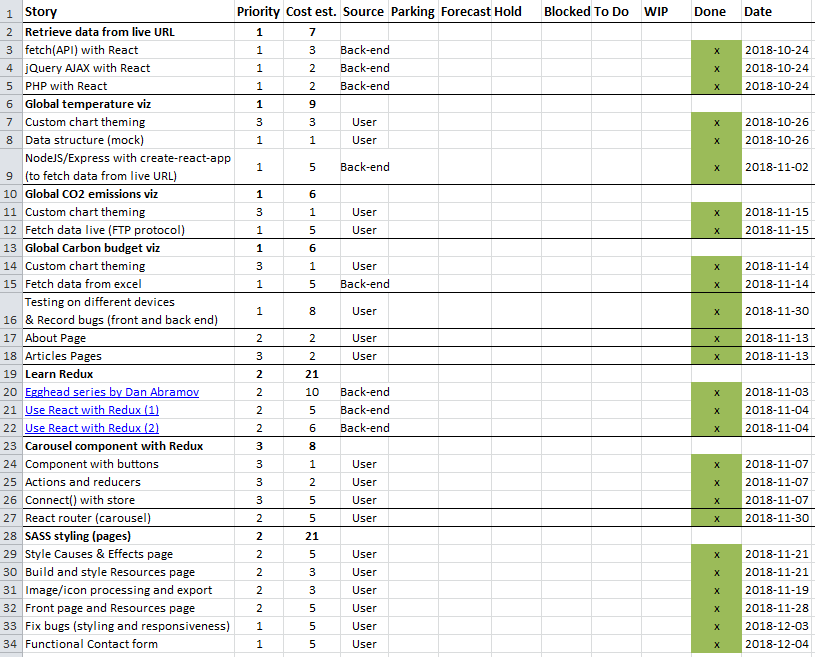 1 Story Priority Cost est. Source Parking Forecast Hold Blocked To Do WIP Done Date
2 Retrieve data from live URL 1 7
3 fetch(API) with React 1 3 Back-end x 2018-10-24
4 jQuery AJAX with React 1 2 Back-end x 2018-10-24
5 PHP with React 1 2 Back-end x 2018-10-24
6 Global temperature viz 1 9
7 Custom chart theming 3 3 User x 2018-10-26
8 Data structure (mock) 1 1 User x 2018-10-26
NodeJS/Express with create-react-app
9 (to fetch data from live URL) 1 5 Back-end x 2018-11-02
10 Global CO2 emissions viz 1 6
11 Custom chart theming 3 1 User x 2018-11-15
12 Fetch data live (FTP protocol) 1 5 User x 2018-11-15
13 Global Carbon budget viz 1 6
14 Custom chart theming 3 1 User x 2018-11-14
15 Fetch data from excel 1 5 Back-end x 2018-11-14
Testing on different devices
16 & Record bugs (front and back end) 1 8 User x 2018-11-30
17 About Page 2 2 User x 2018-11-13
18 Articles Pages 3 2 User x 2018-11-13
19 Learn Redux 2 21
20 Egghead series by Dan Abramov 2 10 Back-end x 2018-11-03
21 Use React with Redux (1) 2 5 Back-end x 2018-11-04
22 Use React with Redux (2) 2 6 Back-end x 2018-11-04
23 Carousel component with Redux 3 8
24 Component with buttons 3 1 User x 2018-11-07
25 Actions and reducers 3 2 User x 2018-11-07
26 Connect() with store 3 5 User x 2018-11-07
27 React router (carousel) 2 5 User x 2018-11-30
28 SASS styling (pages) 2 21
29 Style Causes & Effects page 2 5 User x 2018-11-21
30 Build and style Resources page 2 3 User x 2018-11-21
31 Image/icon processing and export 2 3 User x 2018-11-19
32 Front page and Resources page 2 5 User x 2018-11-28
33 Fix bugs (styling and responsiveness) 1 5 User x 2018-12-03
34 Functional Contact form 1 5 User x 2018-12-04